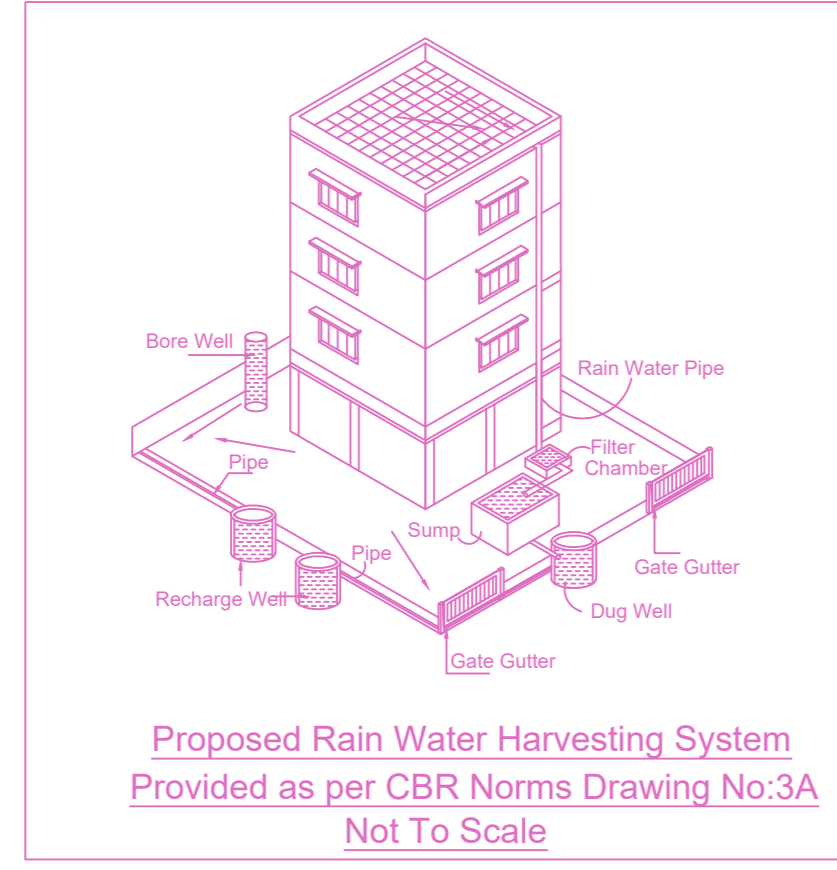 Bore Well
Rain Water Pipe
Filter
Chamber
Pipe
Sump
Pipe
Gate Gutter
Recharge Well
Dug Well
Gate Gutter
Proposed Rain Water Harvesting System
Provided as per CBR Norms Drawing No:3A
Not To Scale